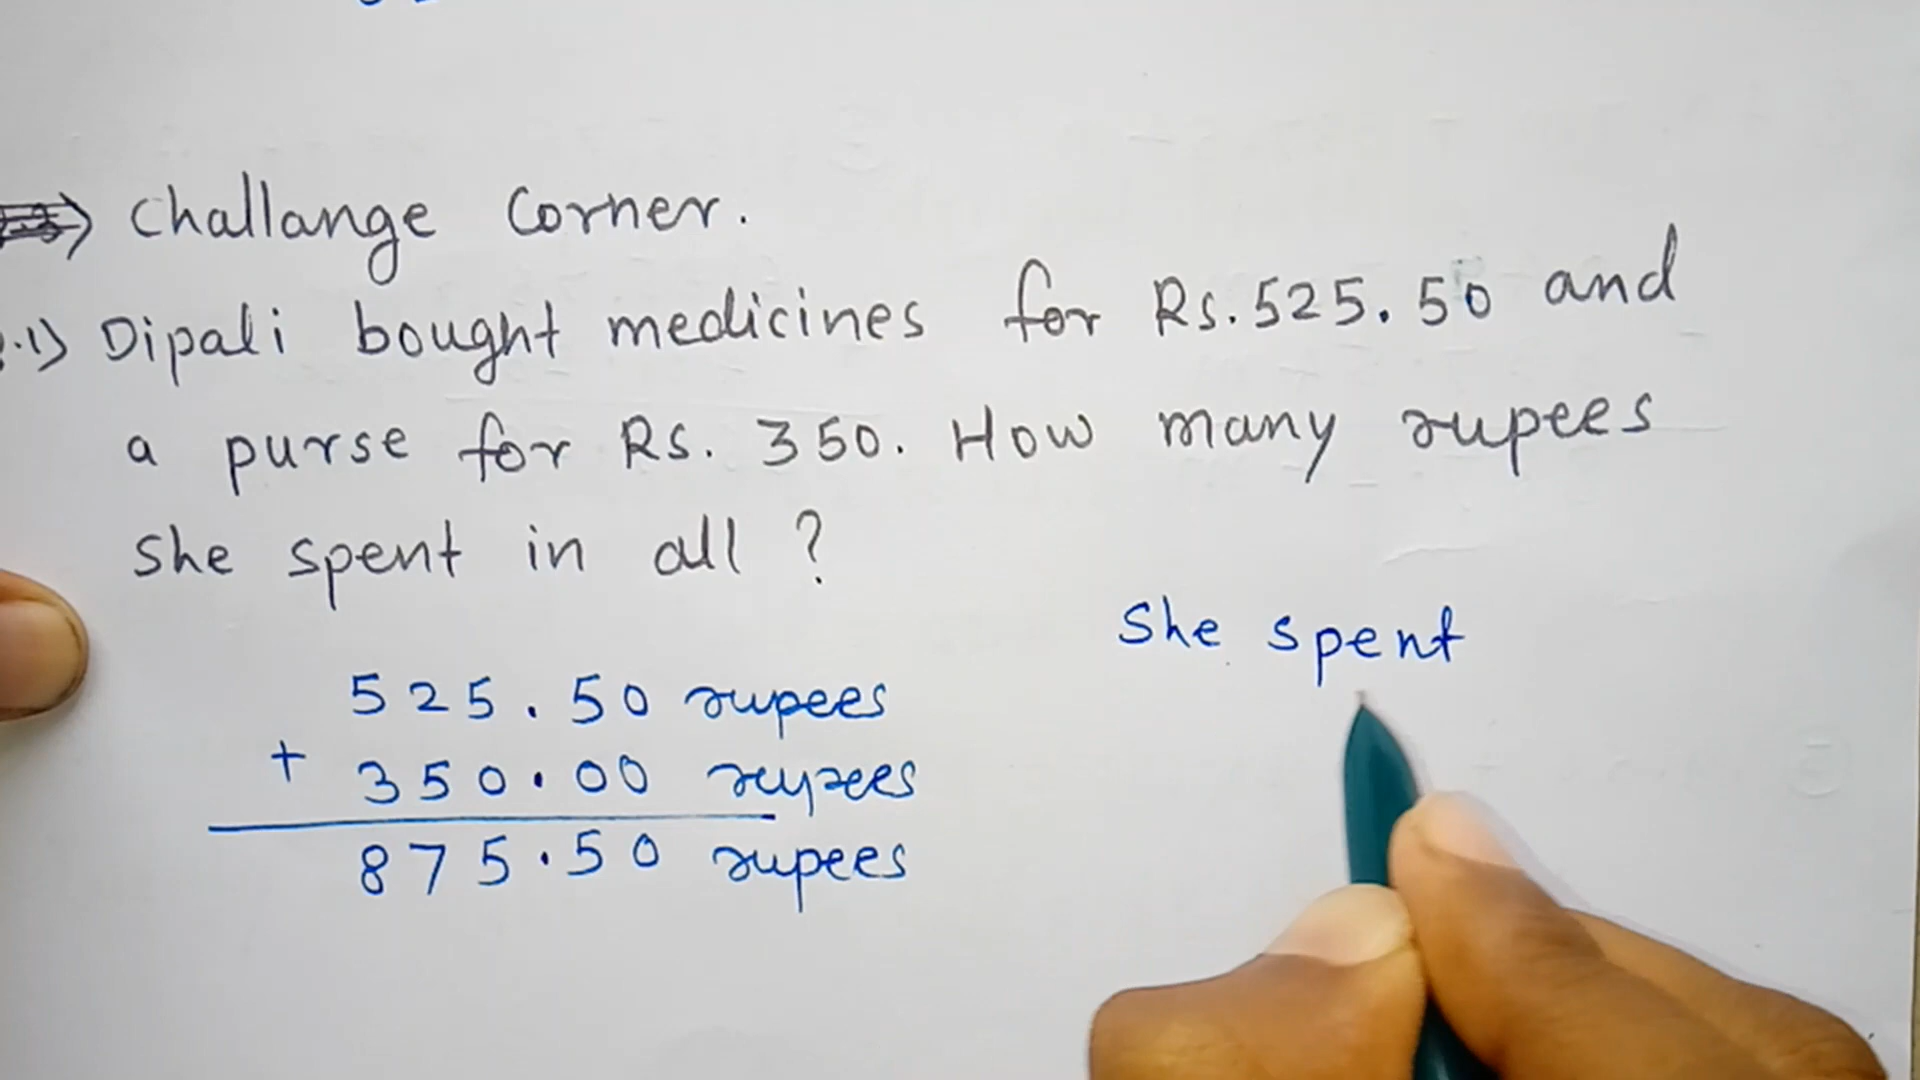 Challange Corner.
.1) Dipali bought medicines for Rs.525.50 and
a purse for Rs. 350. How many rupees
she spent in all ?
She spent
525.50 rupees
+ 350.00 rupees
875.50 rupees